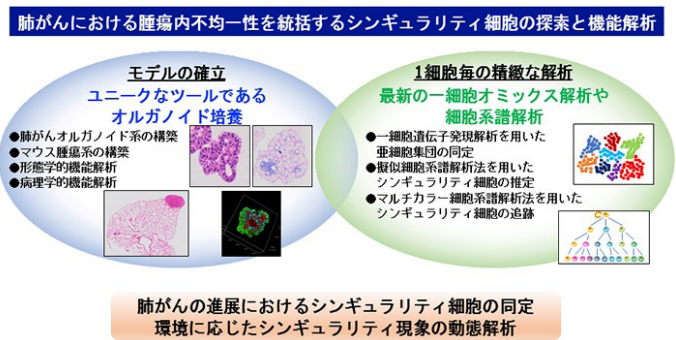 肺がんにおける腫瘍内不均一性を統括するシンギュラリティ細胞の探索と機能解析
モデルの確立
ユニークなツールである
オルガノイド培養
●肺がんオルガノイド系の構築
●マウス腫瘍系の構築
●形態学的機能解析
●病理学的機能解析
1細胞毎の精緻な解析
最新の一細胞オミックス解析や
細胞系譜解析
●一細胞遺伝子発現解析を用いた
亜細胞集団の同定
●擬似細胞系譜解析法を用いた
シンギュラリティ細胞の推定
●マルチカラー細胞系譜解析法を用いた
シンギュラリティ細胞の追跡
肺がんの進展におけるシンギュラリティ細胞の同定
環境に応じたシンギュラリティ現象の動態解析